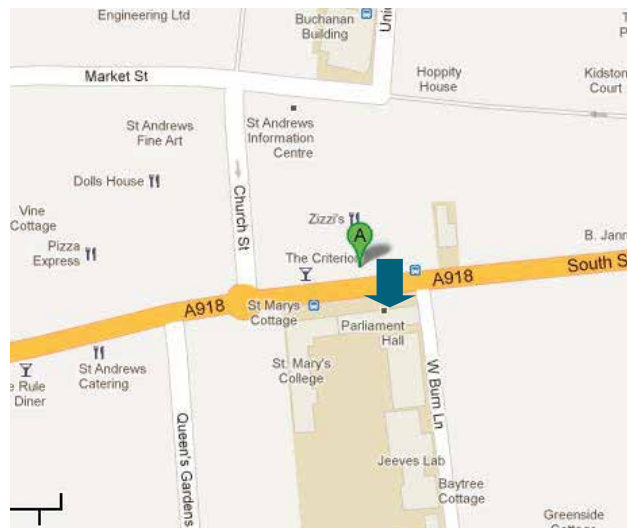 Engineering Ltd
Buchanan
Building
Market St
Hoppity
House
Kidston
Court
St Andrews
Fine Art
St Andrews
Information
Centre
Dolls House
Church St
Vine
Cottage
Pizza
Express
Zizzi's
A
The Criterion
B. Jann
South S
A918
A918
St Marys
Cottage
Parliament
Hall
St. Mary's
College
St Andrews
Catering
e Rule
Diner
Queen's Gardens
W Burn Ln
Jeeves Lab
Baytree
Cottage
Greenside